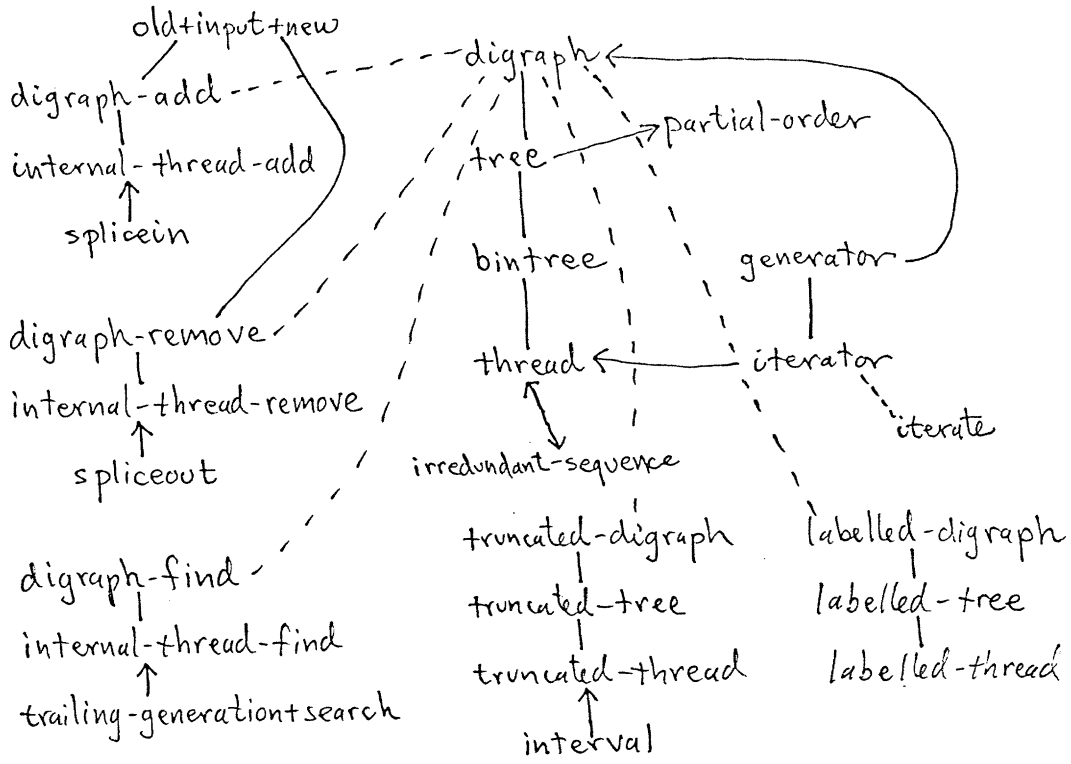 old+input+new
digraph
digraph-add
partial-order
tree
internal-thread-add
splicein
bintree
generator
digraph-remove
thread
iterator
internal-thread-remove
iterate
irredundant-sequence
spliceout
truncated-digraph
labelled-digraph
digraph-find
truncated-tree
labelled-tree
internal-thread-find
truncated-thread
labelled-thread
trailing-generation+search
interval